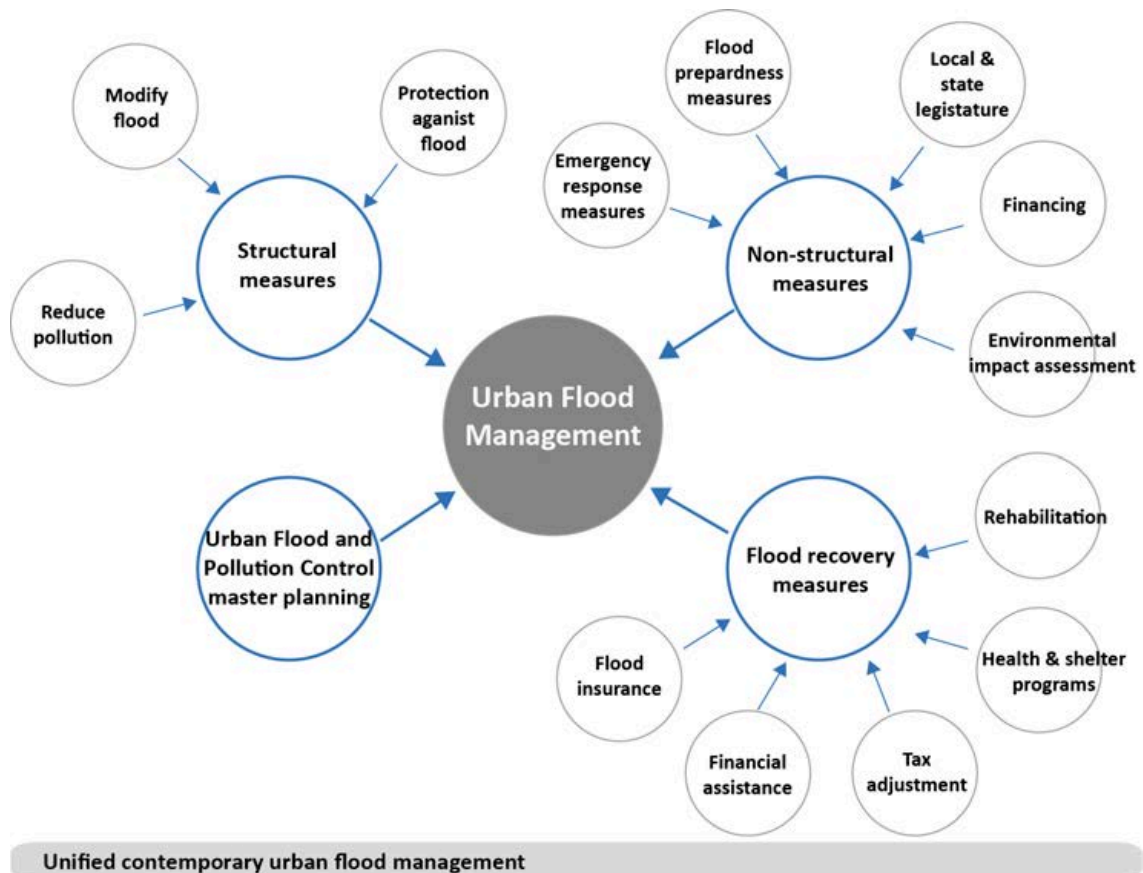 Modify
flood
Protection
aganist
flood
Structural
measures
Reduce
pollution
Flood
prepardness
measures
Local &
state
legistature
Emergency
response
measures
Financing
Non-structural
measures
Environmental
impact assessment
Urban Flood
Management
Urban Flood and
Pollution Control
master planning
Flood recovery
measures
Rehabilitation
Flood
insurance
Health & shelter
programs
Financial
assistance
Tax
adjustment
Unified contemporary urban flood management